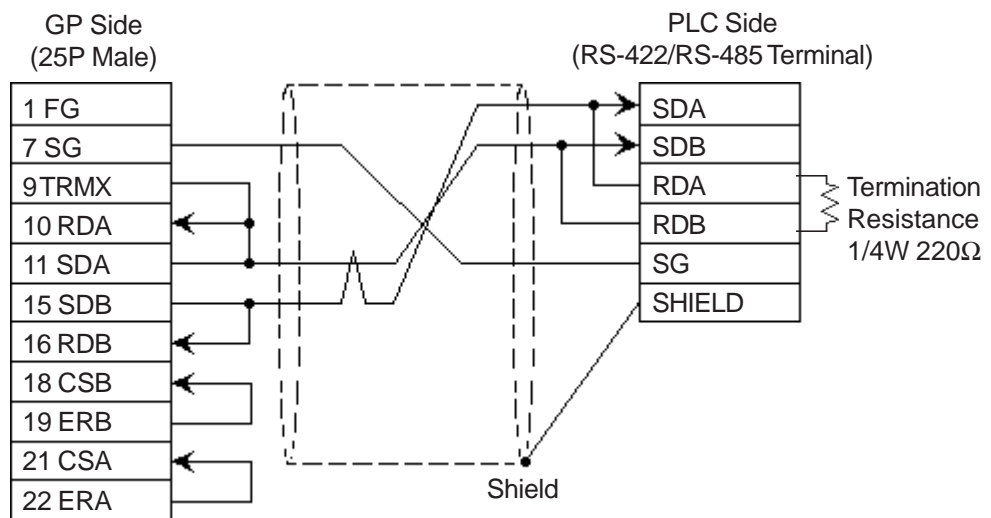 GP Side
(25P Male)
1 FG
7 SG
9TRMX
10 RDA
11 SDA
15 SDB
16 RDB
18 CSB
19 ERB
21 CSA
22 ERA
Shield
PLC Side
(RS-422/RS-485 Terminal)
SDA
SDB
RDA
RDB
SG
SHIELD
Termination
Resistance
1/4W 220Ω